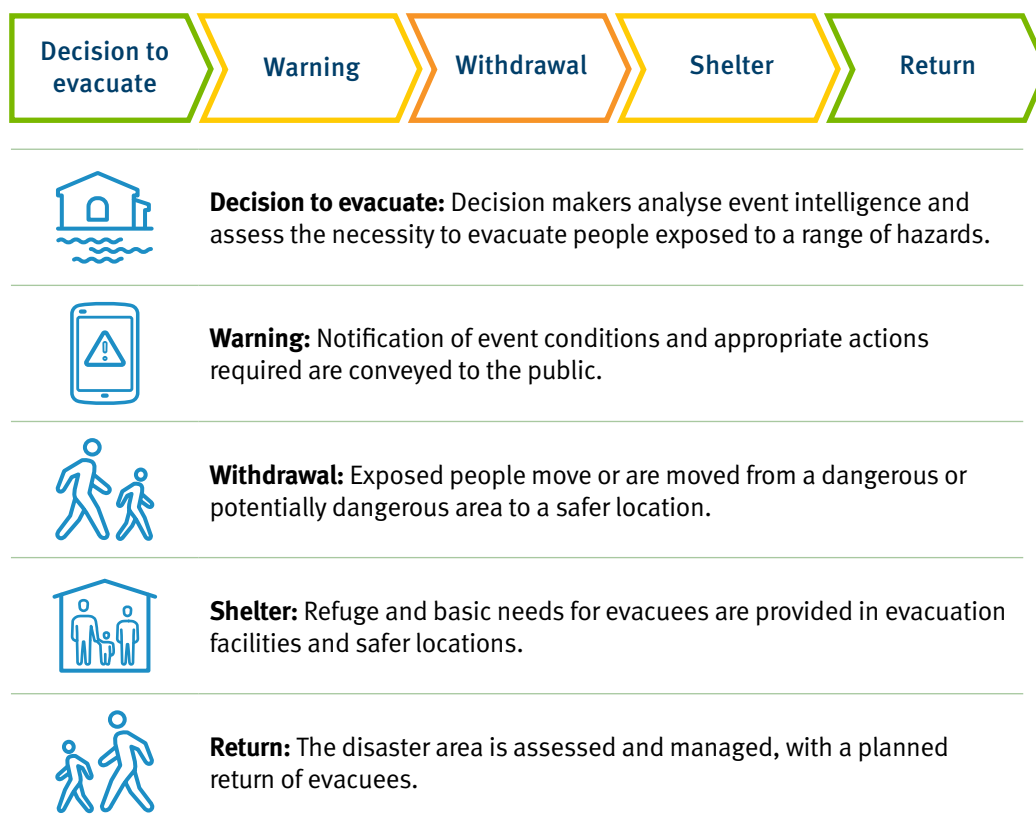 Decision to
evacuate
Warning
Withdrawal
Shelter
Return
Decision to evacuate: Decision makers analyse event intelligence and
assess the necessity to evacuate people exposed to a range of hazards.
Warning: Notification of event conditions and appropriate actions
required are conveyed to the public.
Withdrawal: Exposed people move or are moved from a dangerous or
potentially dangerous area to a safer location.
Shelter: Refuge and basic needs for evacuees are provided in evacuation
facilities and safer locations.
Return: The disaster area is assessed and managed, with a planned
return of evacuees.